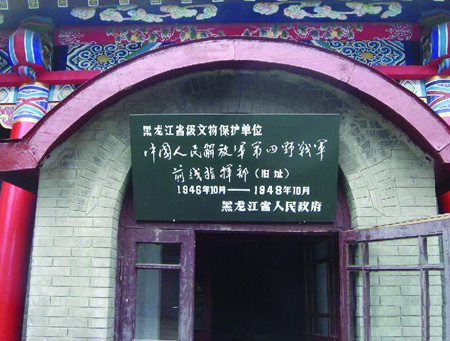 黑龙江省级文物保护单位
中國人民解放军第四野战军
前线指挥部（旧址）
1946年10月——1948年10月
黑龙江省人民政府